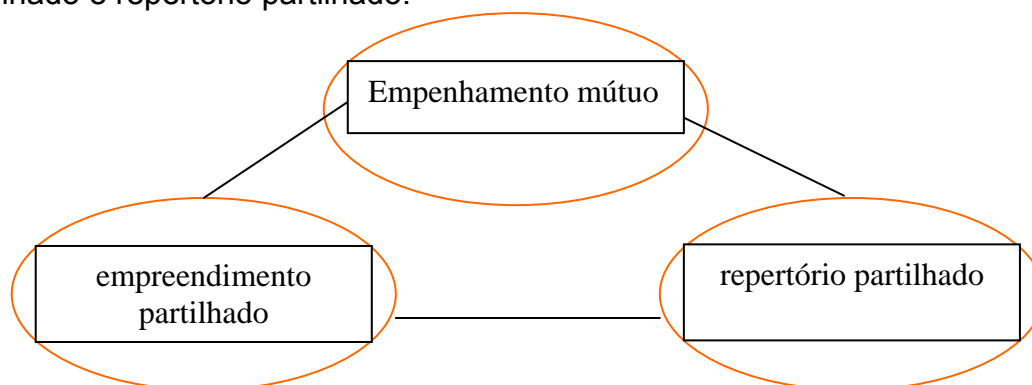 e repertório partilhado.
Empenhamento mútuo
empreendimento
partilhado
repertório partilhado